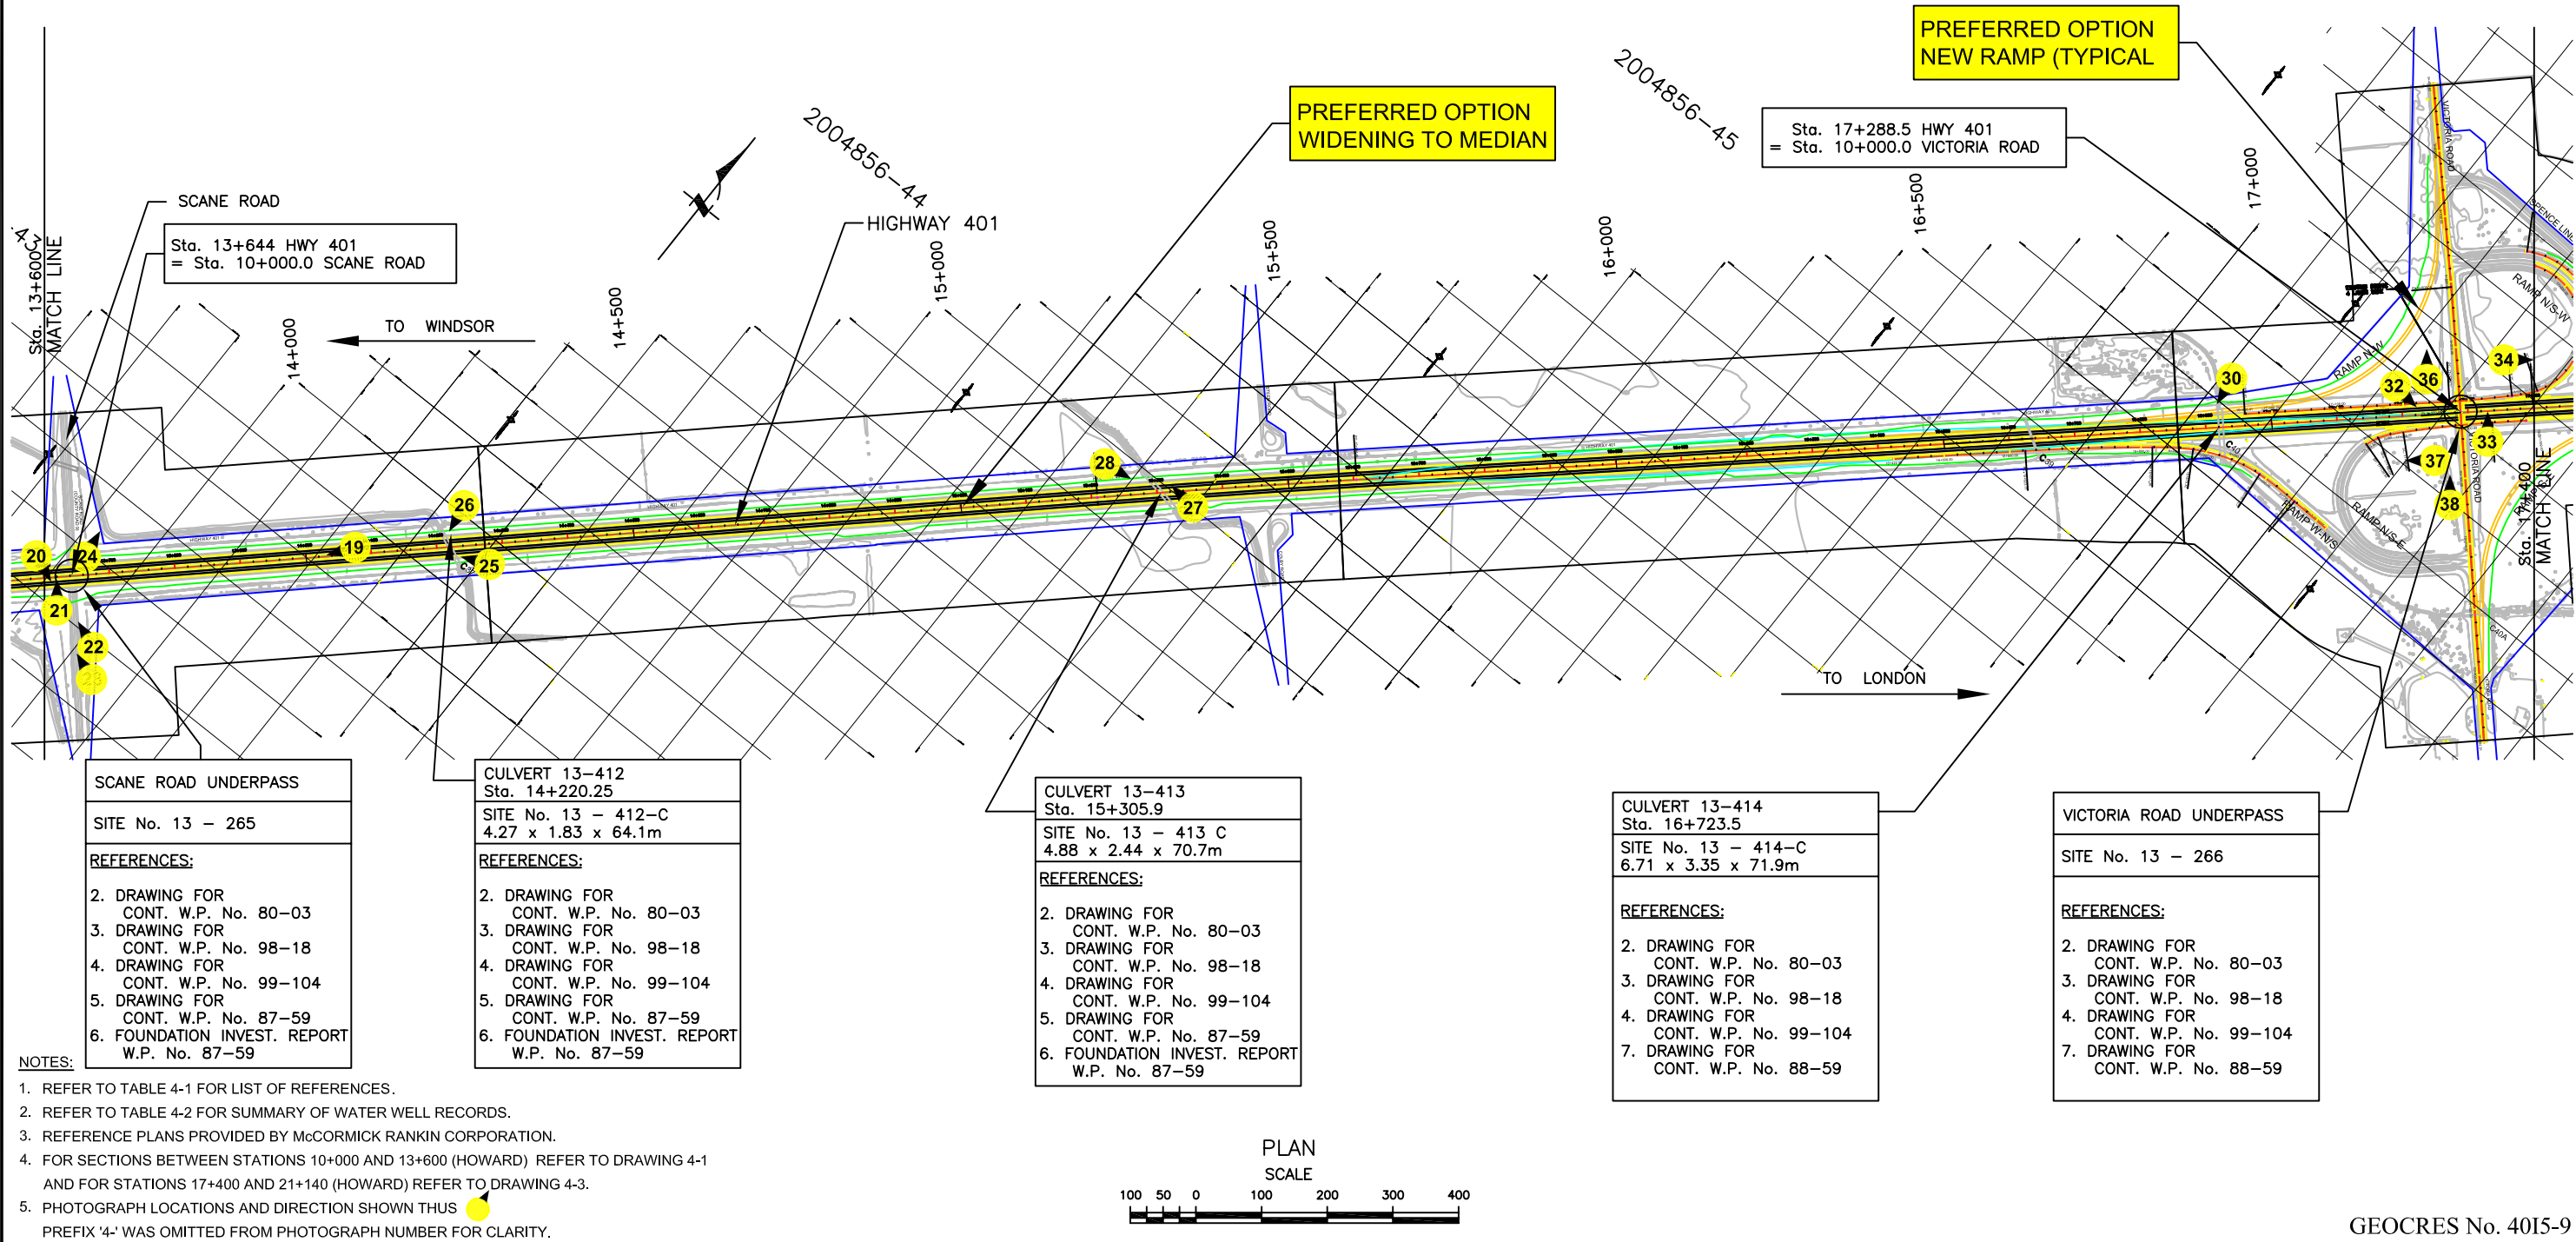 PREFERRED OPTION
NEW RAMP (TYPICAL
2004856-45
PREFERRED OPTION
WIDENING TO MEDIAN
2004856-44
Sta. 17+288.5 HWY 401
= Sta. 10+000.0 VICTORIA ROAD
SCANE ROAD
Sta. 13+644 HWY 401
= Sta. 10+000.0 SCANE ROAD
HIGHWAY 401
Sta. 13+600
MATCH LINE
TO WINDSOR
14+000
14+500
15+000
15+500
16+000
16+500
17+000
VICTORIA ROAD
SPENCE LINE
RAMP N/S-W
RAMP N-W
RAMP W-N/S
RAMP N/S-E
VICTORIA ROAD
C40A
Sta. 17+400
MATCH LINE
20
24
21
22
23
19
26
25
28
27
30
32
36
34
33
37
38
TO LONDON
SCANE ROAD UNDERPASS
SITE No. 13 - 265
REFERENCES:
2. DRAWING FOR
CONT. W.P. No. 80-03
3. DRAWING FOR
CONT. W.P. No. 98-18
4. DRAWING FOR
CONT. W.P. No. 99-104
5. DRAWING FOR
CONT. W.P. No. 87-59
6. FOUNDATION INVEST. REPORT
W.P. No. 87-59
CULVERT 13-412
Sta. 14+220.25
SITE No. 13 - 412-C
4.27 x 1.83 x 64.1m
REFERENCES:
2. DRAWING FOR
CONT. W.P. No. 80-03
3. DRAWING FOR
CONT. W.P. No. 98-18
4. DRAWING FOR
CONT. W.P. No. 99-104
5. DRAWING FOR
CONT. W.P. No. 87-59
6. FOUNDATION INVEST. REPORT
W.P. No. 87-59
CULVERT 13-413
Sta. 15+305.9
SITE No. 13 - 413 C
4.88 x 2.44 x 70.7m
REFERENCES:
2. DRAWING FOR
CONT. W.P. No. 80-03
3. DRAWING FOR
CONT. W.P. No. 98-18
4. DRAWING FOR
CONT. W.P. No. 99-104
5. DRAWING FOR
CONT. W.P. No. 87-59
6. FOUNDATION INVEST. REPORT
W.P. No. 87-59
CULVERT 13-414
Sta. 16+723.5
SITE No. 13 - 414-C
6.71 x 3.35 x 71.9m
REFERENCES:
2. DRAWING FOR
CONT. W.P. No. 80-03
3. DRAWING FOR
CONT. W.P. No. 98-18
4. DRAWING FOR
CONT. W.P. No. 99-104
7. DRAWING FOR
CONT. W.P. No. 88-59
VICTORIA ROAD UNDERPASS
SITE No. 13 - 266
REFERENCES:
2. DRAWING FOR
CONT. W.P. No. 80-03
3. DRAWING FOR
CONT. W.P. No. 98-18
4. DRAWING FOR
CONT. W.P. No. 99-104
7. DRAWING FOR
CONT. W.P. No. 88-59
NOTES:
1. REFER TO TABLE 4-1 FOR LIST OF REFERENCES.
2. REFER TO TABLE 4-2 FOR SUMMARY OF WATER WELL RECORDS.
3. REFERENCE PLANS PROVIDED BY McCORMICK RANKIN CORPORATION.
4. FOR SECTIONS BETWEEN STATIONS 10+000 AND 13+600 (HOWARD) REFER TO DRAWING 4-1
AND FOR STATIONS 17+400 AND 21+140 (HOWARD) REFER TO DRAWING 4-3.
5. PHOTOGRAPH LOCATIONS AND DIRECTION SHOWN THUS
PREFIX '4-' WAS OMITTED FROM PHOTOGRAPH NUMBER FOR CLARITY.
PLAN
SCALE
100 50 0 100 200 300 400
GEOCRES No. 40I5-9